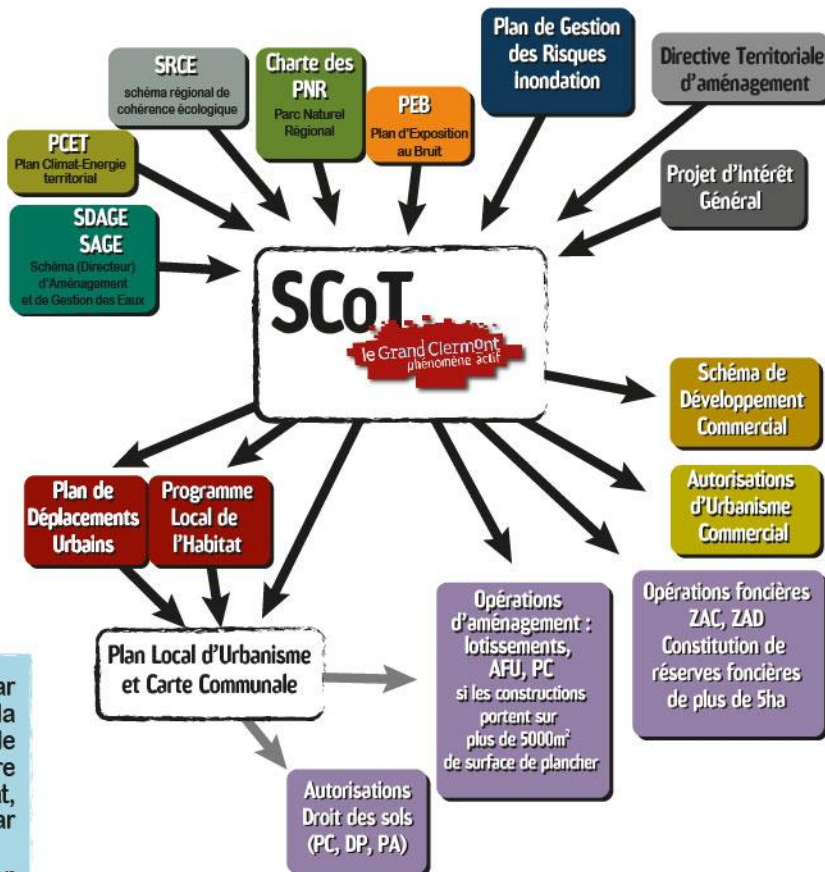 SRCE
schéma régional de
cohérence écologique
Charte des
PNR
Parc Naturel
Régional
Plan de Gestion
des Risques
inondation
Directive Territoriale
d'aménagement
PCET
Plan Climat-Energie
territorial
PEB
Plan d'Exposition
au Bruit
Projet d'Intérêt
Général
SDAGE
SAGE
Schéma (Directeur)
d'Aménagement
et de Gestion des Eaux
SCoT
le Grand Clermont
phénomène actif
Schéma de
Développement
Commercial
Autorisations
d'Urbanisme
Commercial
Plan de
Déplacements
Urbains
Programme
Local de
l'Habitat
Plan Local d'Urbanisme
et Carte Communale
Opérations
d'aménagement :
lotissements,
AFU, PC
si les constructions
portent sur
plus de 5000m²
de surface de plancher
Opérations foncières
ZAC, ZAD
Constitution de
réserves foncières
de plus de 5ha
Autorisations
Droit des sols
(PC, DP, PA)
ar
la
le
re
t,
ar